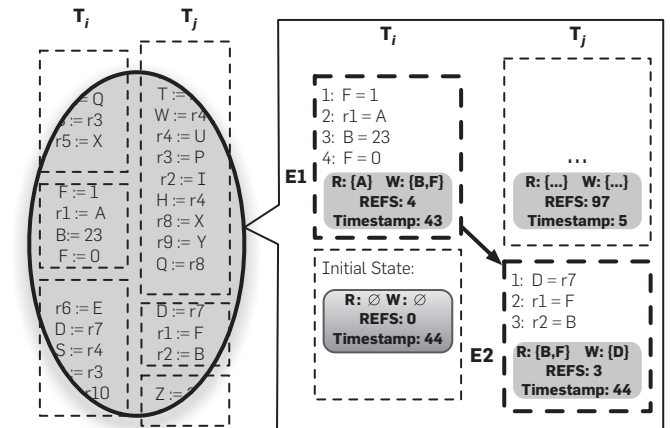 Ti
Tj
Ti
Tj
:= Q
:= r3
r5 := X
F := 1
r1 := A
B:= 23
F := 0
r6 := E
D := r7
S := r4
:= r3
r10
T :=
W := r4
r4 := U
r3 := P
r2 := I
H := r4
r8 := X
r9 := Y
Q := r8
D := r7
r1 := F
r2 := B
Z :=
E1
1: F = 1
2: r1 = A
3: B = 23
4: F = 0
R: {A} W: {B,F}
REFS: 4
Timestamp: 43
...
R: {...} W: {...}
REFS: 97
Timestamp: 5
Initial State:
R: ∅ W: ∅
REFS: 0
Timestamp: 44
E2
1: D = r7
2: r1 = F
3: r2 = B
R: {B,F} W: {D}
REFS: 3
Timestamp: 44